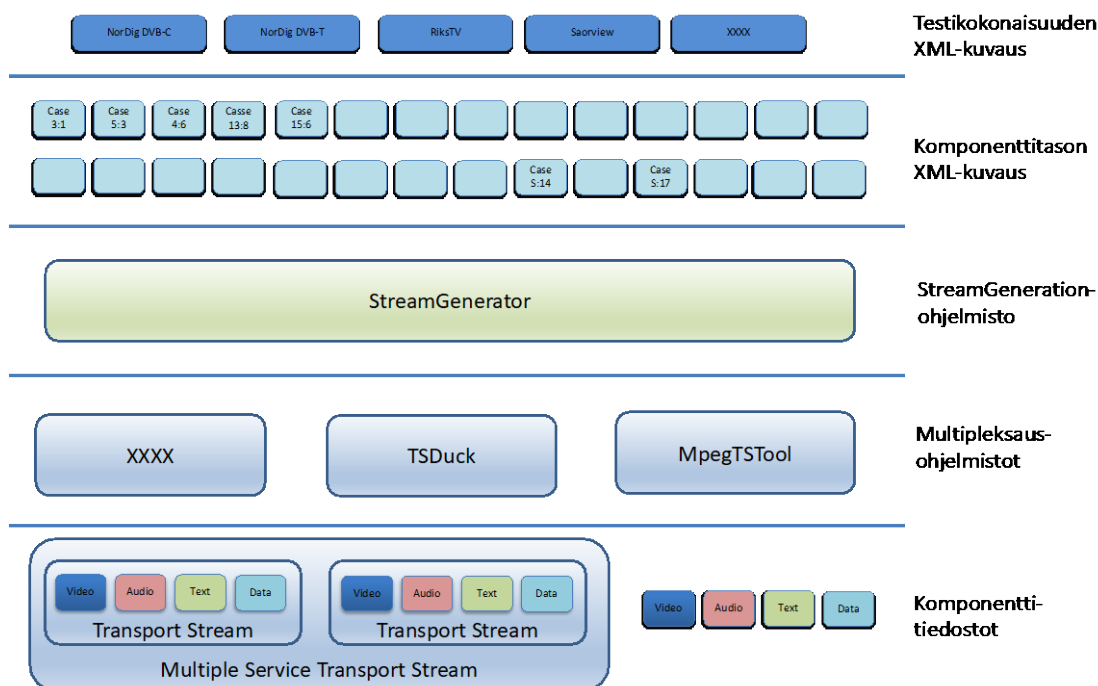 NorDig DVB-C
NorDig DVB-T
RiksTV
Saorview
XXXX
Testikokonaisuuden
XML-kuvaus
Case
3:1
Case
5:3
Case
4:6
Casse
13:8
Case
15:6
Case
S:14
Case
S:17
Komponenttitason
XML-kuvaus
StreamGenerator
StreamGeneration-
ohjelmisto
XXXX
TSDuck
MpegTSTool
Multipleksaus-
ohjelmistot
Video
Audio
Text
Data
Transport Stream
Video
Audio
Text
Data
Transport Stream
Multiple Service Transport Stream
Video
Audio
Text
Data
Komponentti-
tiedostot